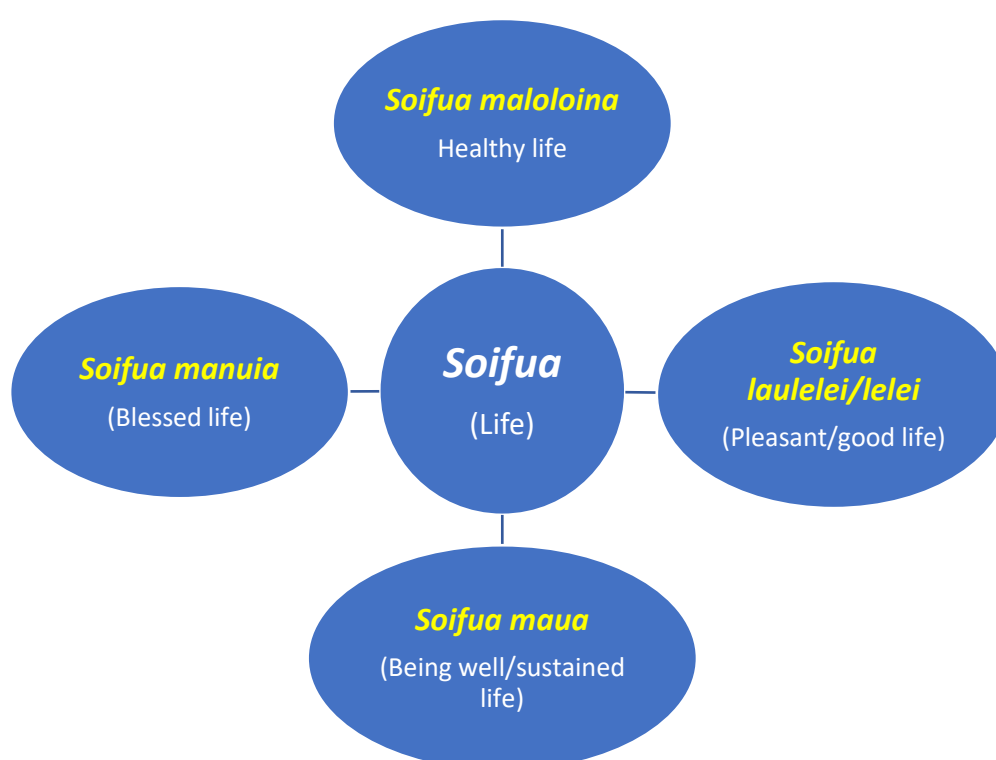 Soifua maloloina
Healthy life
Soifua manuia
(Blessed life)
Soifua
(Life)
Soifua
laulelei/lelei
(Pleasant/good life)
Soifua maua
(Being well/sustained
life)